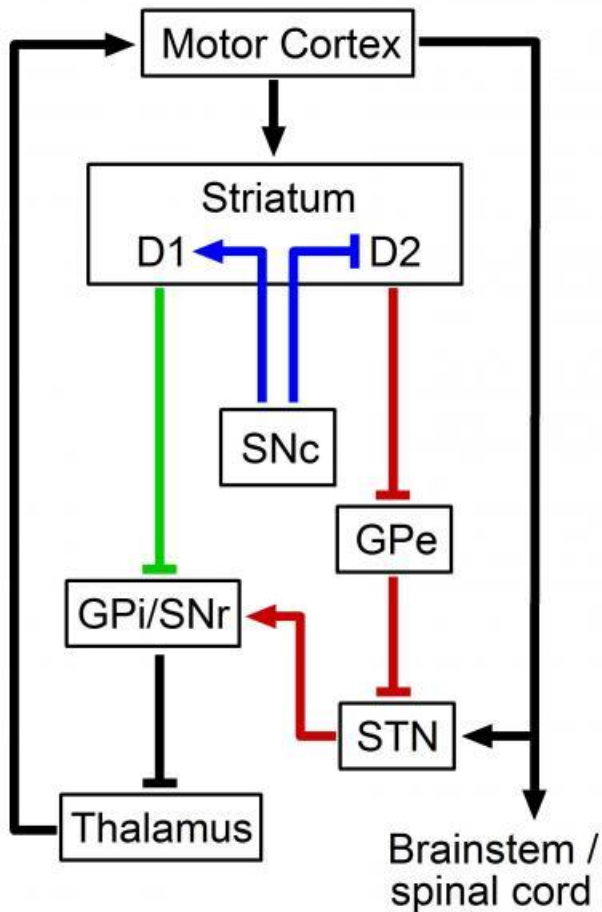 Motor Cortex
Striatum
D1
D2
SNc
GPe
GPi/SNr
STN
Thalamus
Brainstem /
spinal cord